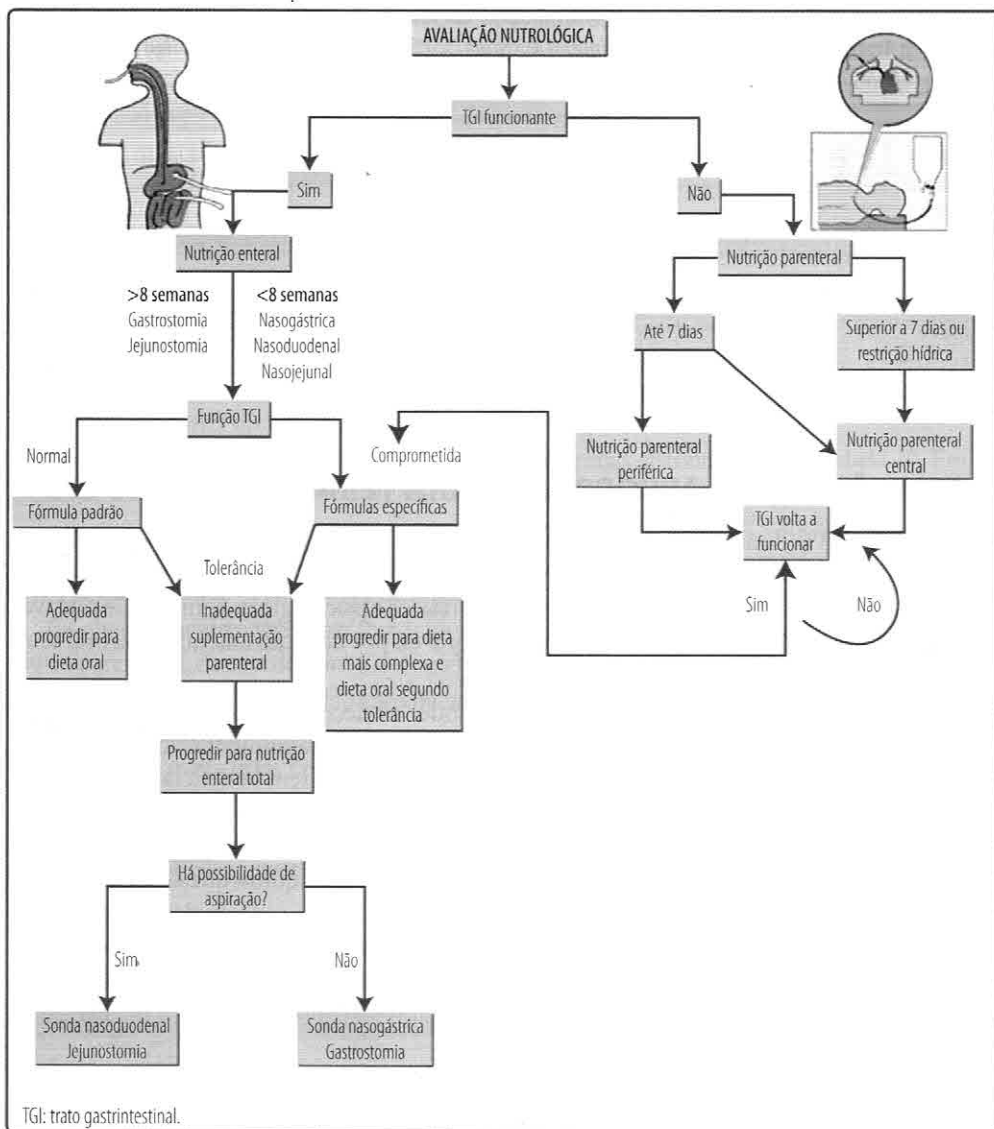 AVALIAÇÃO NUTROLÓGICA
TGI funcionante
Sim
Não
Nutrição enteral
Nutrição parenteral
>8 semanas
Gastrostomia
Jejunostomia
<8 semanas
Nasogástrica
Nasoduodenal
Nasojejunal
Até 7 dias
Superior a 7 dias ou
restrição hídrica
Função TGI
Normal
Comprometida
Nutrição parenteral
periférica
Nutrição parenteral
central
Fórmula padrão
Fórmulas específicas
TGI volta a
funcionar
Tolerância
Sim
Não
Adequada
progredir para
dieta oral
Inadequada
suplementação
parenteral
Adequada
progredir para dieta
mais complexa e
dieta oral segundo
tolerância
Progredir para nutrição
enteral total
Há possibilidade de
aspiração?
Sim
Não
Sonda nasoduodenal
Jejunostomia
Sonda nasogástrica
Gastrostomia
TGI: trato gastrintestinal.